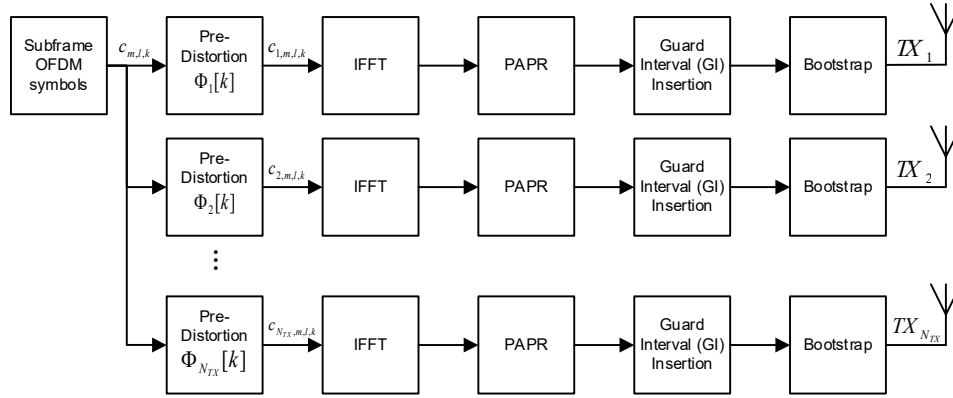 Subframe
OFDM
symbols
c_{m,l,k}
Pre-
Distortion
Φ_1[k]
c_{1,m,l,k}
IFFT
PAPR
Guard
Interval (GI)
Insertion
Bootstrap
TX_1
Pre-
Distortion
Φ_2[k]
c_{2,m,l,k}
IFFT
PAPR
Guard
Interval (GI)
Insertion
Bootstrap
TX_2
⋮
Pre-
Distortion
Φ_{N_{TX}}[k]
c_{N_{TX},m,l,k}
IFFT
PAPR
Guard
Interval (GI)
Insertion
Bootstrap
TX_{N_{TX}}